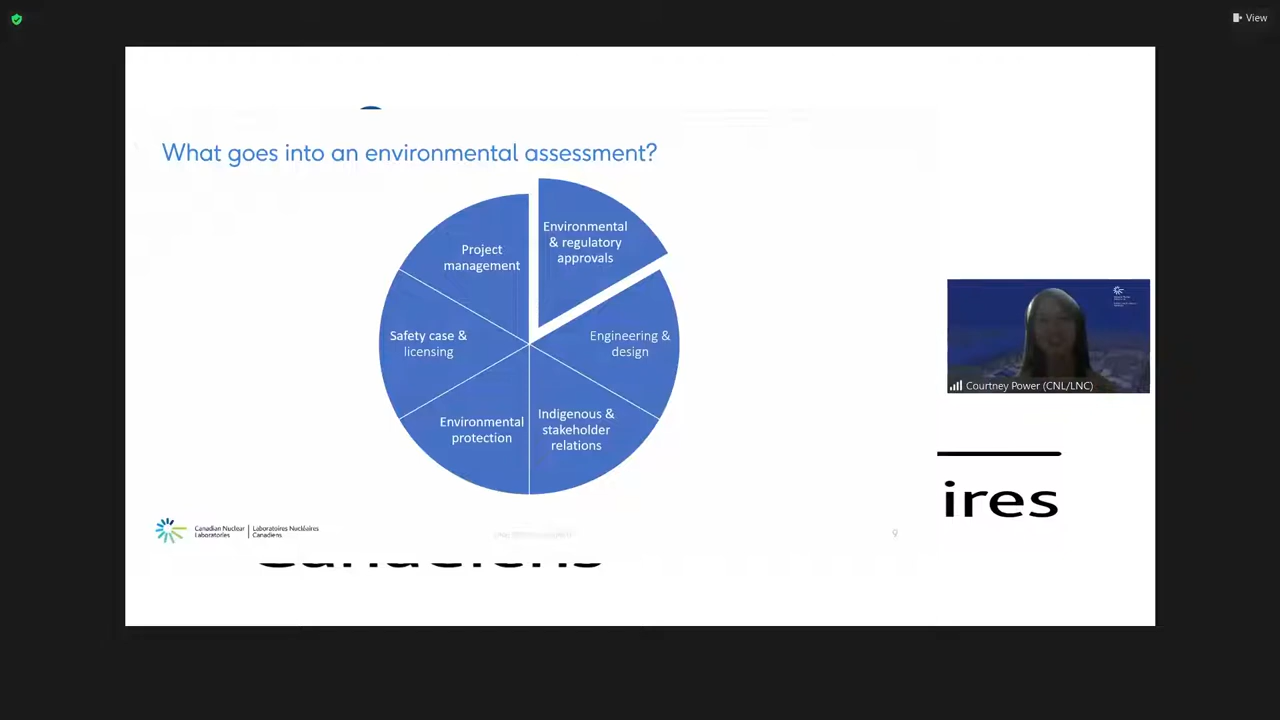 View
What goes into an environmental assessment?
Environmental
& regulatory
approvals
Project
management
Safety case &
licensing
Engineering &
design
Indigenous &
stakeholder
relations
Environmental
protection
Courtney Power (CNL/LNC)
ires
Canadian Nuclear
Laboratories
Laboratoires Nucléaires
Canadiens
9